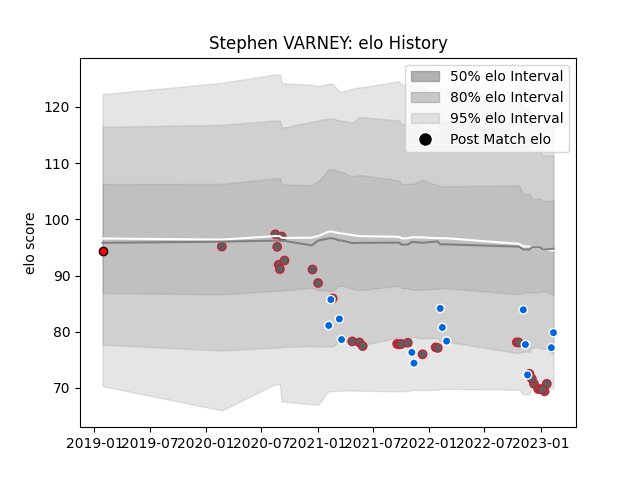 Stephen VARNEY: elo History
50% elo Interval
80% elo Interval
95% elo Interval
Post Match elo
elo score
120
110
100
90
80
70
2019-01 2019-07 2020-01 2020-07 2021-01 2021-07 2022-01 2022-07 2023-01